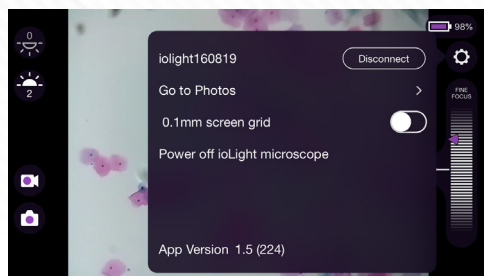 98%
0
iolight160819
Disconnect
Go to Photos
FINE
FOCUS
2
0.1mm screen grid
Power off ioLight microscope
App Version 1.5 (224)